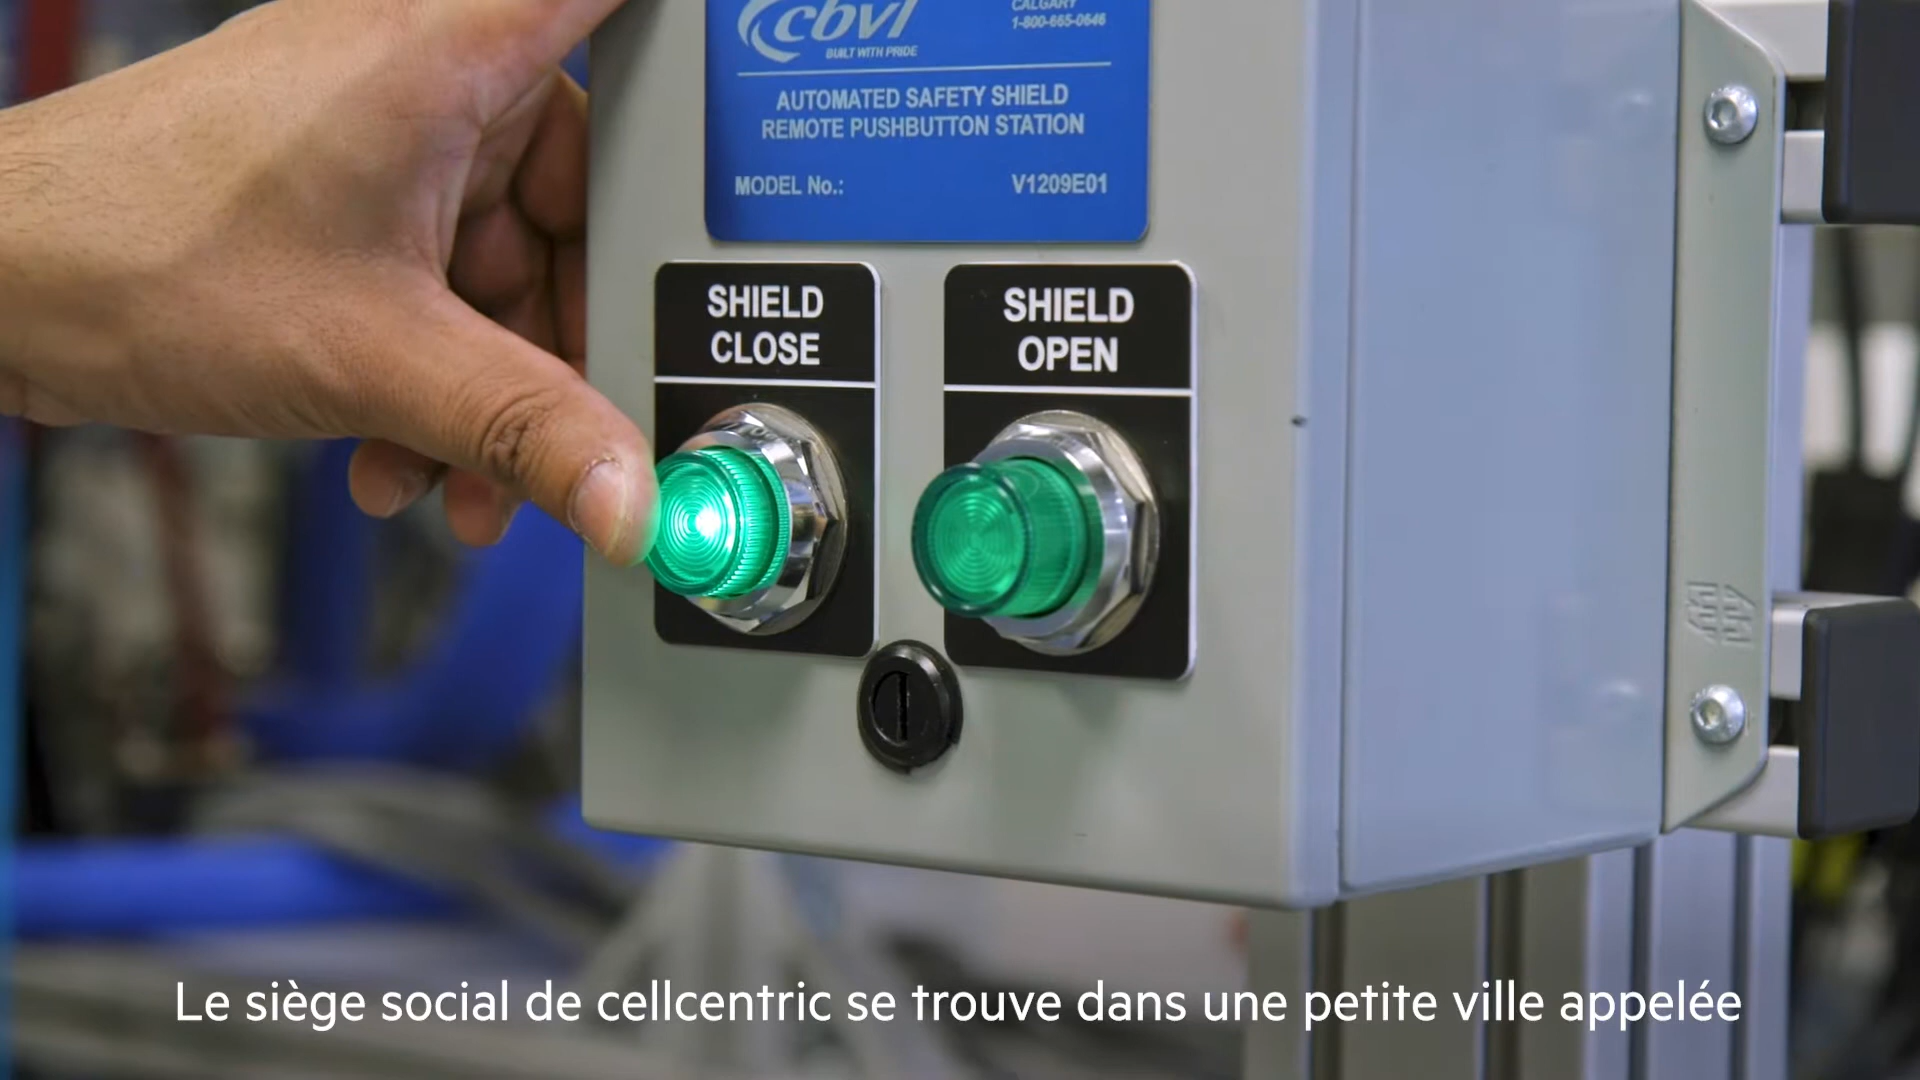 cbvl
BUILT WITH PRIDE
CALGARY
1-800-665-0646
AUTOMATED SAFETY SHIELD
REMOTE PUSHBUTTON STATION
MODEL No.: V1209E01
SHIELD
CLOSE
SHIELD
OPEN
Le siège social de cellcentric se trouve dans une petite ville appelée